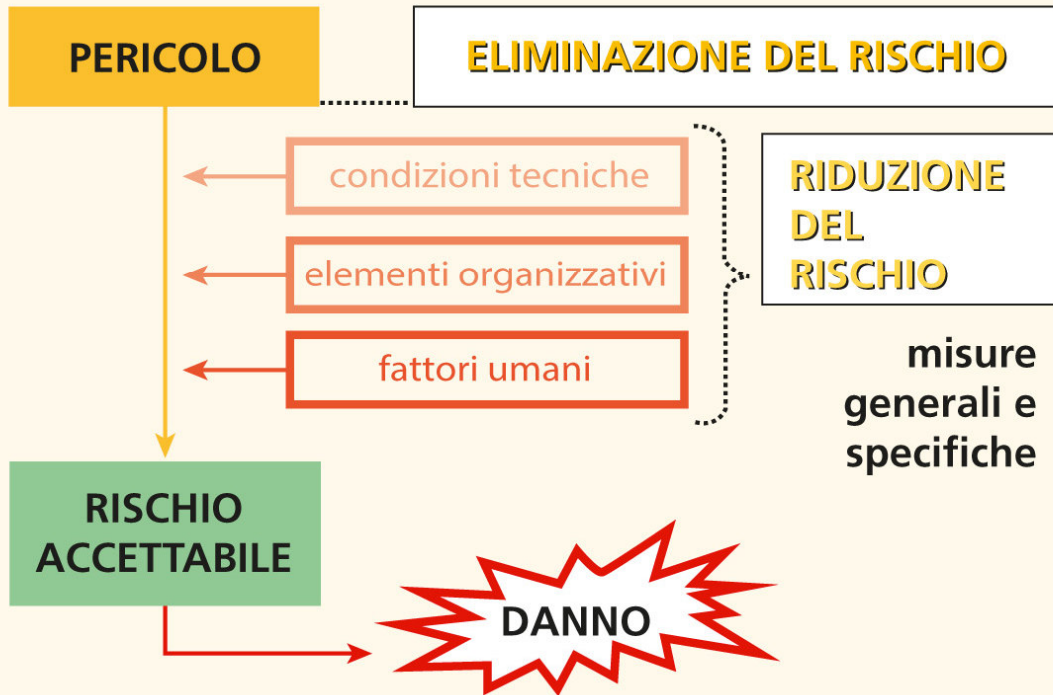 PERICOLO
ELIMINAZIONE DEL RISCHIO
condizioni tecniche
elementi organizzativi
fattori umani
RIDUZIONE
DEL
RISCHIO
misure
generali e
specifiche
RISCHIO
ACCETTABILE
DANNO